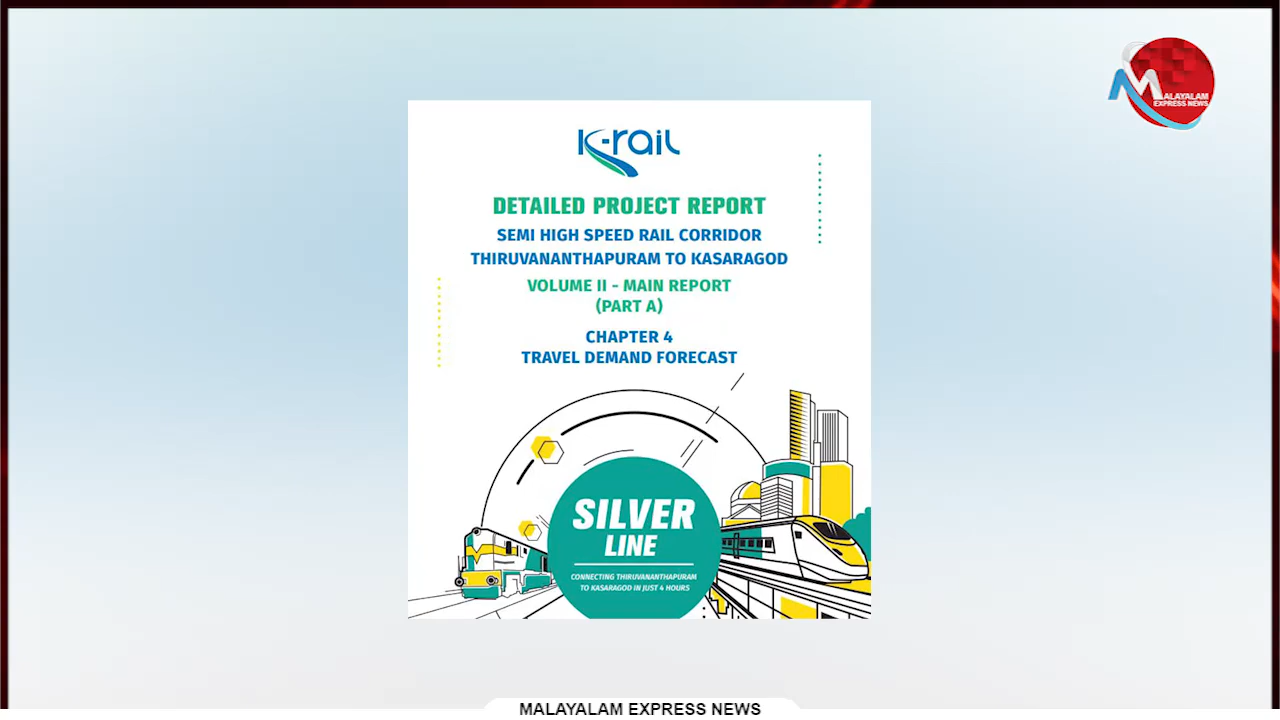 MALAYALAM
EXPRESS NEWS
K-rail
DETAILED PROJECT REPORT
SEMI HIGH SPEED RAIL CORRIDOR
THIRUVANANTHAPURAM TO KASARAGOD
VOLUME II - MAIN REPORT
(PART A)
CHAPTER 4
TRAVEL DEMAND FORECAST
SILVER
LINE
CONNECTING THIRUVANANTHAPURAM
TO KASARAGOD IN JUST 4 HOURS
MALAYALAM EXPRESS NEWS